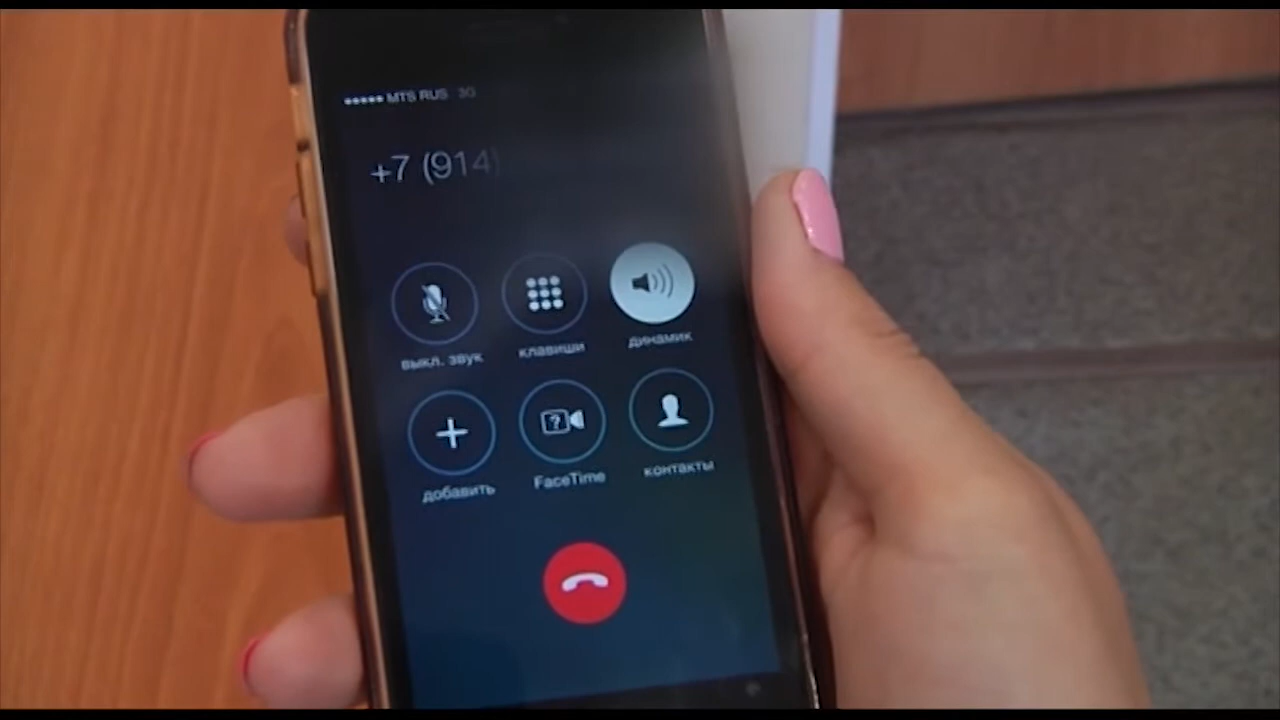 MTS RUS 3G
+7 (914)
выкл. звук клавиши динамик
?
добавить FaceTime контакты